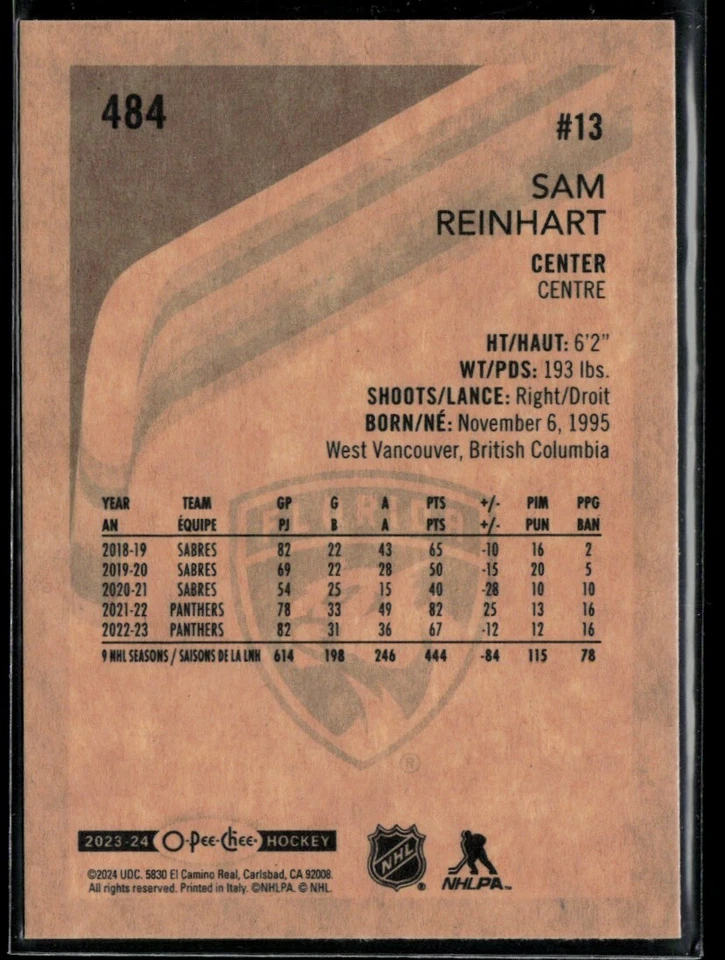 484
#13
SAM
REINHART
CENTER
CENTRE
HT/HAUT: 6'2"
WT/PDS: 193 lbs.
SHOOTS/LANCE: Right/Droit
BORN/NÉ: November 6, 1995
West Vancouver, British Columbia
FLORIDA
YEAR TEAM GP G A PTS +/- PIM PPG
AN ÉQUIPE PJ B A PTS +/- PUN BAN
2018-19 SABRES 82 22 43 65 -10 16 2
2019-20 SABRES 69 22 28 50 -15 20 5
2020-21 SABRES 54 25 15 40 -28 10 10
2021-22 PANTHERS 78 33 49 82 25 13 16
2022-23 PANTHERS 82 31 36 67 -12 12 16
9 NHL SEASONS / SAISONS DE LA LNH 614 198 246 444 -84 115 78
®
2023-24 O-Pee-Chee HOCKEY
NHL ®
NHLPA™
©2024 UDC. 5830 El Camino Real, Carlsbad, CA 92008.
All rights reserved. Printed in Italy. ©NHLPA. © NHL.